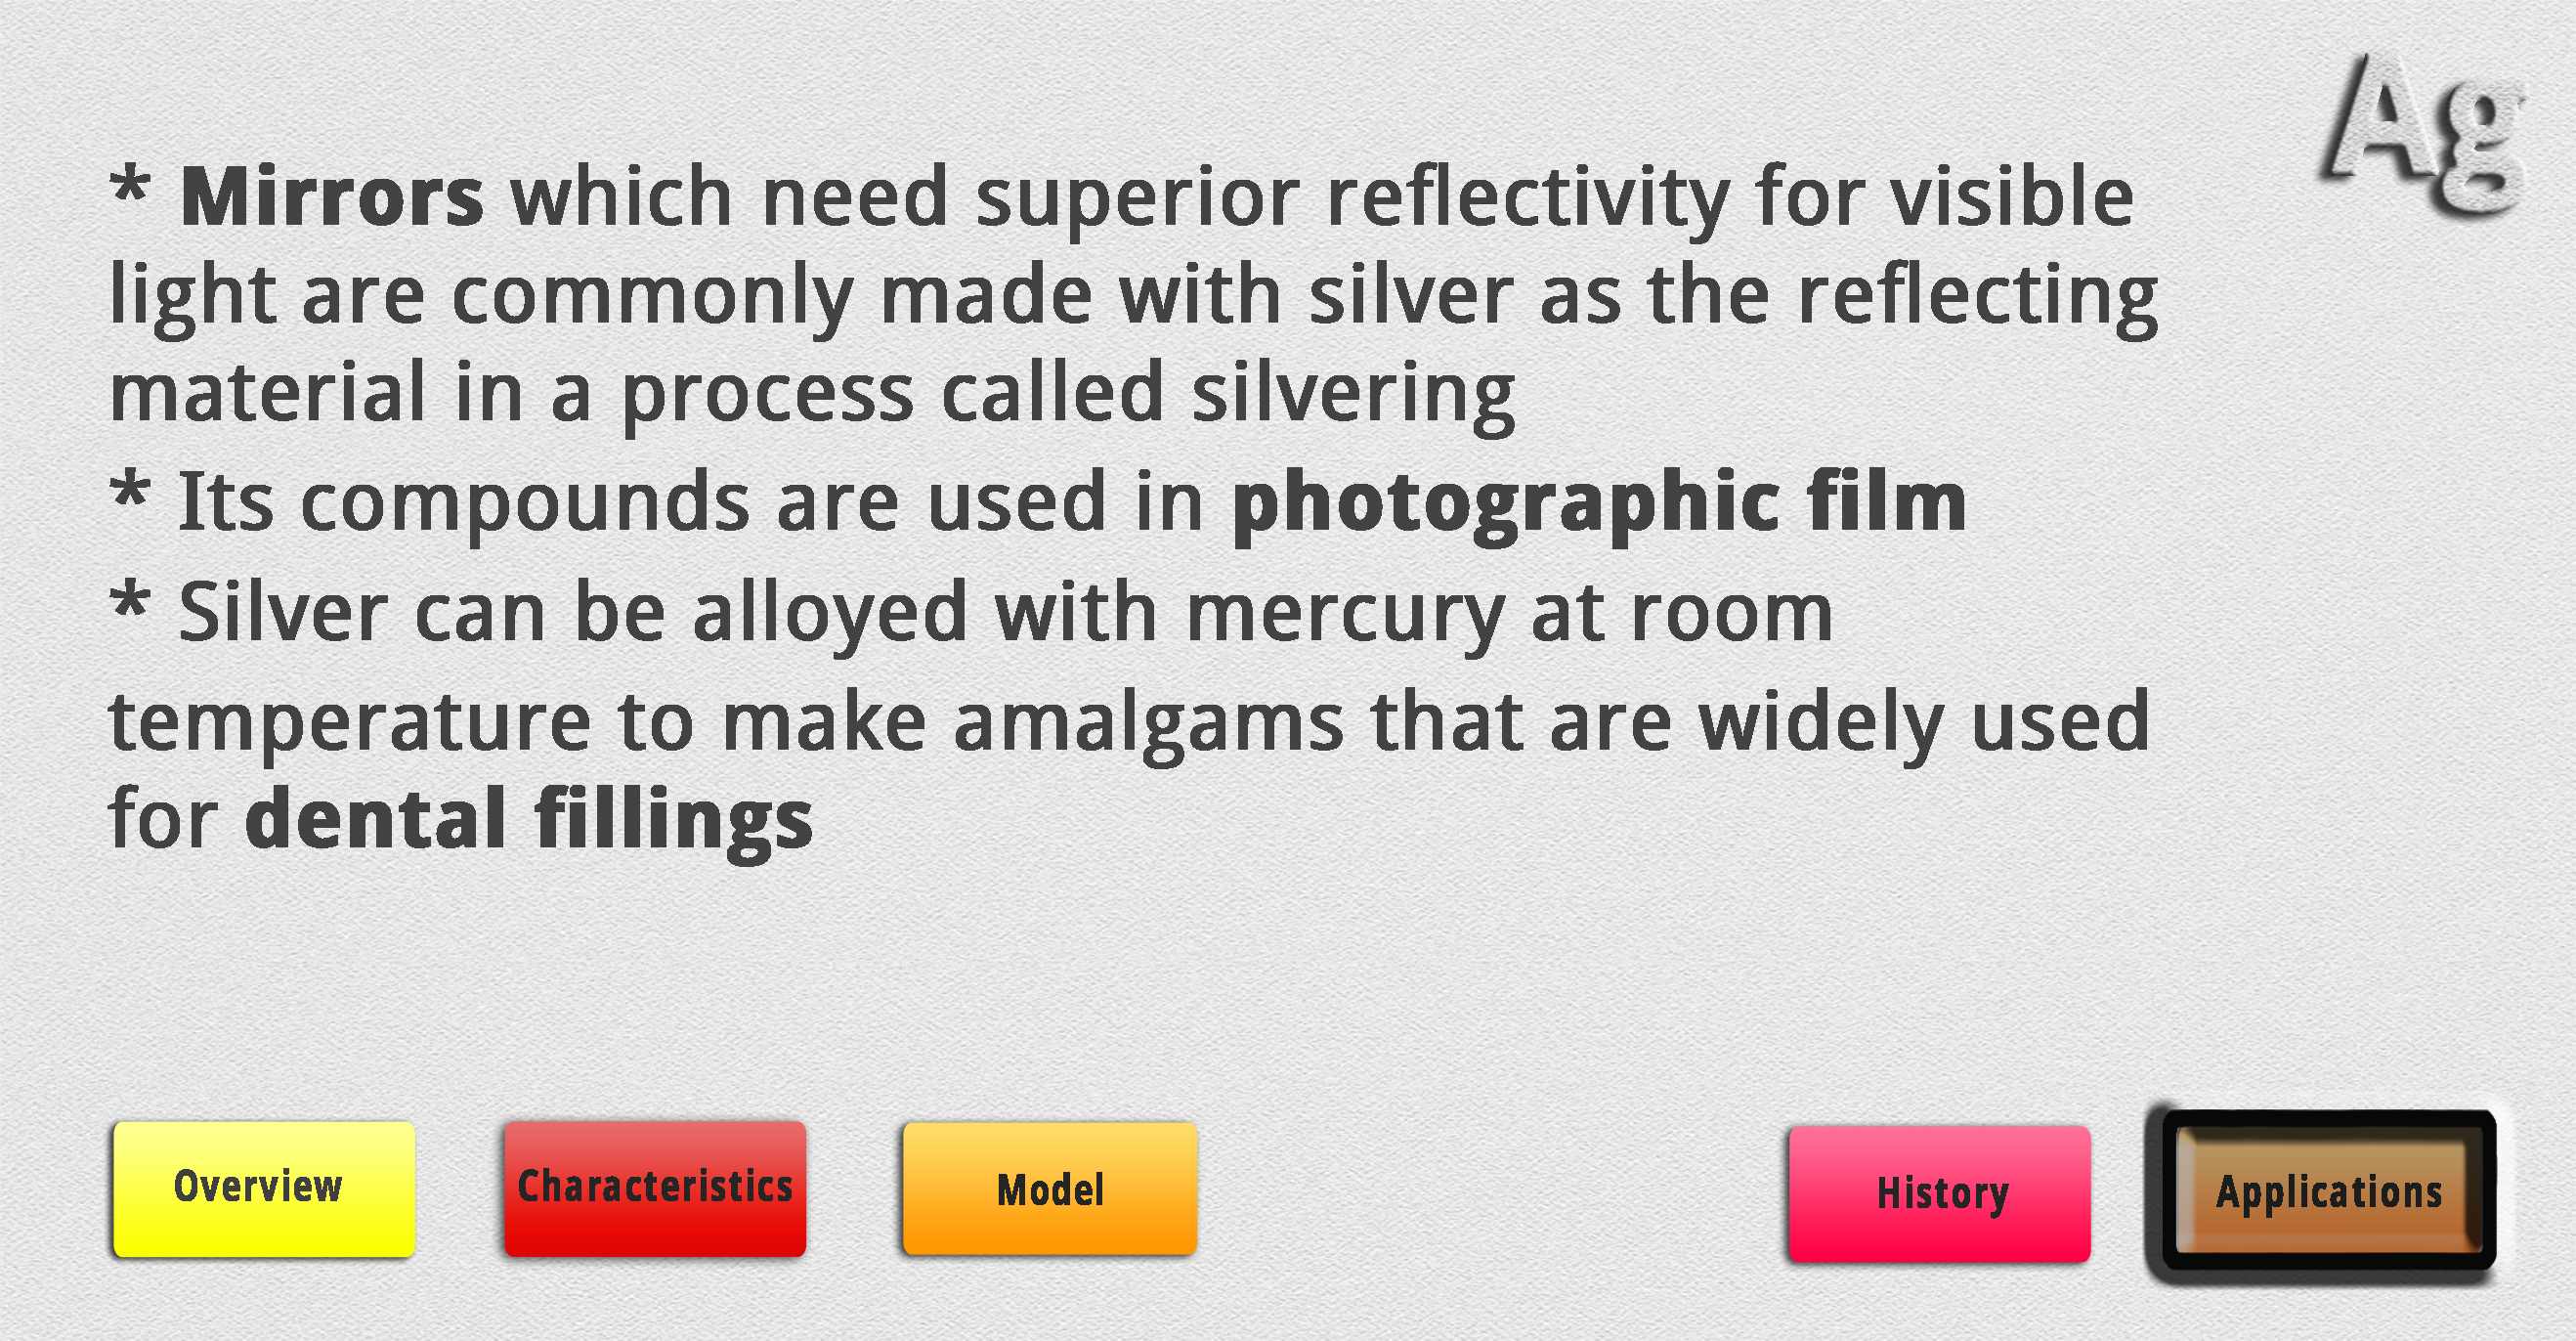 Ag
* Mirrors which need superior reflectivity for visible
light are commonly made with silver as the reflecting
material in a process called silvering
* Its compounds are used in photographic film
* Silver can be alloyed with mercury at room
temperature to make amalgams that are widely used
for dental fillings
Overview
Characteristics
Model
History
Applications